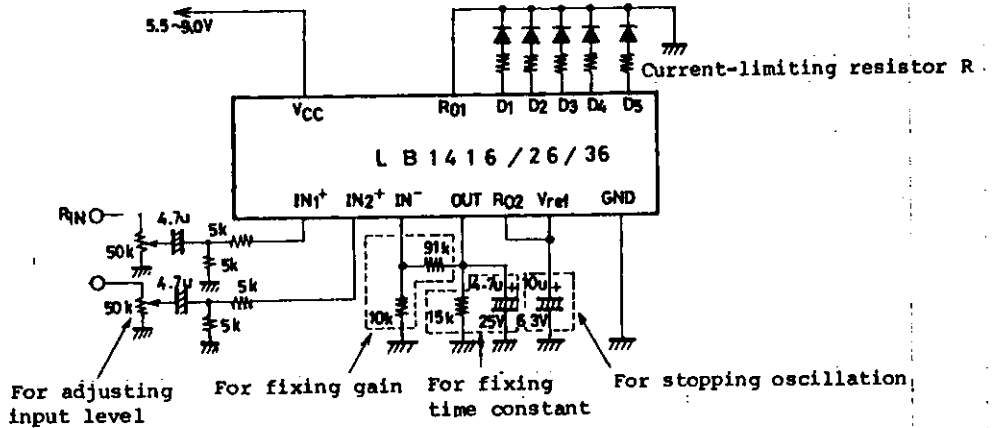 5.5~9.0V
Current-limiting resistor R
VCC RO1 D1 D2 D3 D4 D5
LB1416/26/36
IN1+ IN2+ IN- OUT RO2 Vref GND
RIN
4.7u
5k
50k
5k
91k
4.7u
5k
50k
5k
10k
15k
4.7u +
25V
10u +
6.3V
For adjusting
input level
For fixing gain
For fixing
time constant
For stopping oscillation